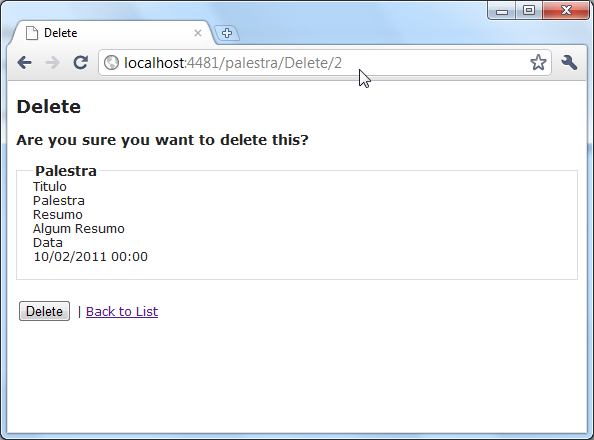 Delete
localhost:4481/palestra/Delete/2
Delete
Are you sure you want to delete this?
Palestra
Titulo
Palestra
Resumo
Algum Resumo
Data
10/02/2011 00:00
Delete | Back to List